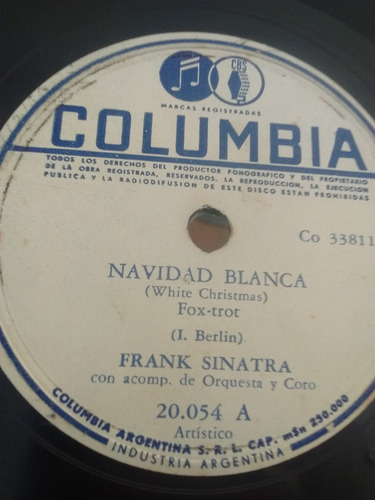 CBS
MARCAS REGISTRADAS
COLUMBIA
TODOS LOS DERECHOS DEL PRODUCTOR FONOGRAFICO Y DEL PROPIETARIO
DE LA OBRA REGISTRADA, RESERVADOS. LA REPRODUCCION, LA EJECUCION
PUBLICA Y LA RADIODIFUSION DE ESTE DISCO ESTAN PROHIBIDAS
Co 33811
NAVIDAD BLANCA
(White Christmas)
Fox-trot
(I. Berlin)
FRANK SINATRA
con acomp. de Orquesta y Coro
20.054 A
Artístico
COLUMBIA ARGENTINA S. R. L. CAP. m$n 250.000
INDUSTRIA ARGENTINA